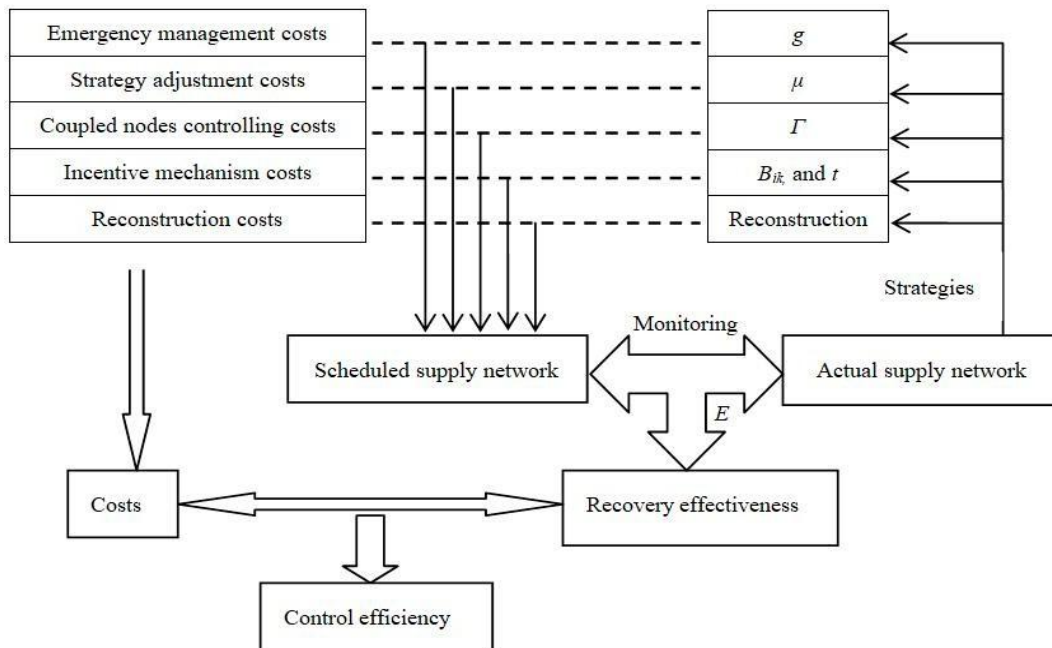 Emergency management costs
g
Strategy adjustment costs
μ
Coupled nodes controlling costs
Γ
Incentive mechanism costs
Bik, and t
Reconstruction costs
Reconstruction
Strategies
Monitoring
Scheduled supply network
Actual supply network
E
Costs
Recovery effectiveness
Control efficiency